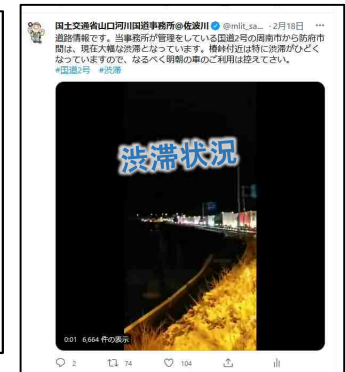 国土交通省山口河川国道事務所@佐波川 @mlit_sa... ·2月18日 ···
道路情報です。当事務所が管理をしている国道2号の周南市から防府市
間は、現在大幅な渋滞となっています。椿峠付近は特に渋滞がひどく
なっていますので、なるべく明朝の車のご利用は控えてさい。
#国道2号 #渋滞
渋滞状況
0:01 6,664 件の表示
2 74 104